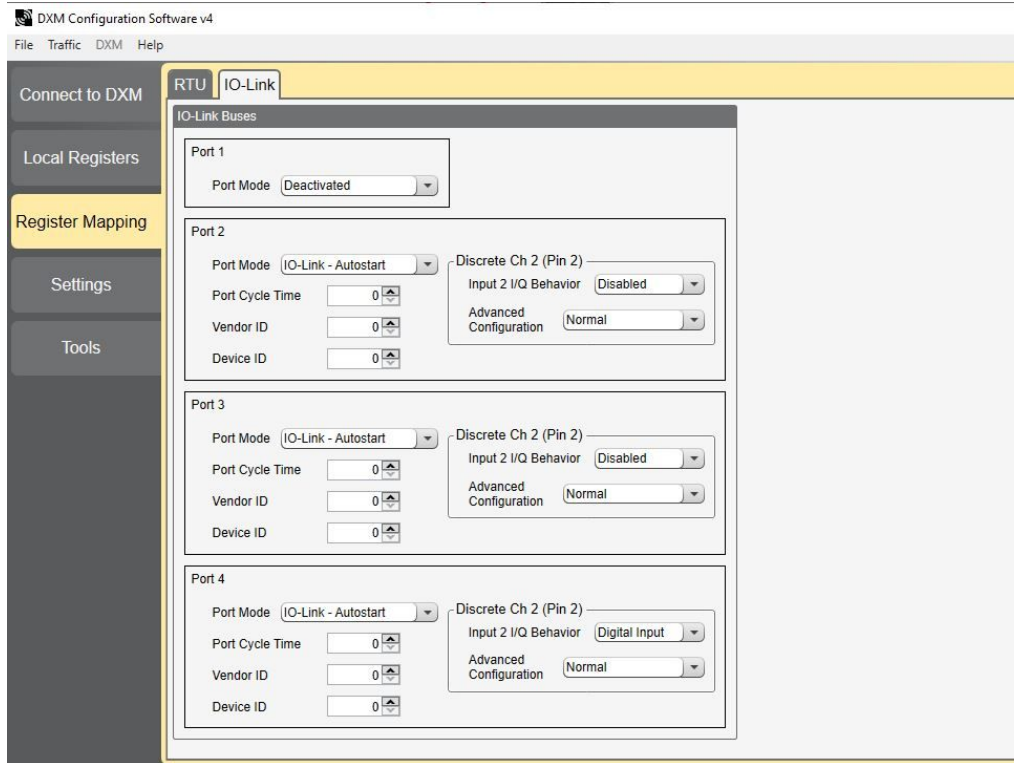 DXM Configuration Software v4
File Traffic DXM Help
Connect to DXM
Local Registers
Register Mapping
Settings
Tools
RTU IO-Link
IO-Link Buses
Port 1
Port Mode Deactivated
Port 2
Port Mode IO-Link - Autostart
Port Cycle Time 0
Vendor ID 0
Device ID 0
Discrete Ch 2 (Pin 2)
Input 2 I/Q Behavior Disabled
Advanced
Configuration Normal
Port 3
Port Mode IO-Link - Autostart
Port Cycle Time 0
Vendor ID 0
Device ID 0
Discrete Ch 2 (Pin 2)
Input 2 I/Q Behavior Disabled
Advanced
Configuration Normal
Port 4
Port Mode IO-Link - Autostart
Port Cycle Time 0
Vendor ID 0
Device ID 0
Discrete Ch 2 (Pin 2)
Input 2 I/Q Behavior Digital Input
Advanced
Configuration Normal